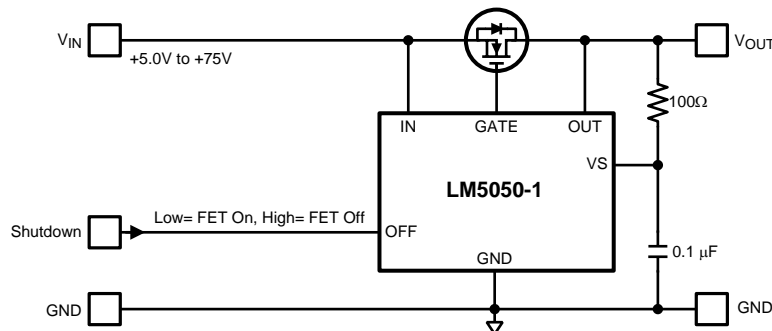 VIN
+5.0V to +75V
VOUT
IN
GATE
OUT
100Ω
VS
LM5050-1
Shutdown
Low= FET On, High= FET Off
OFF
GND
0.1 μF
GND
GND